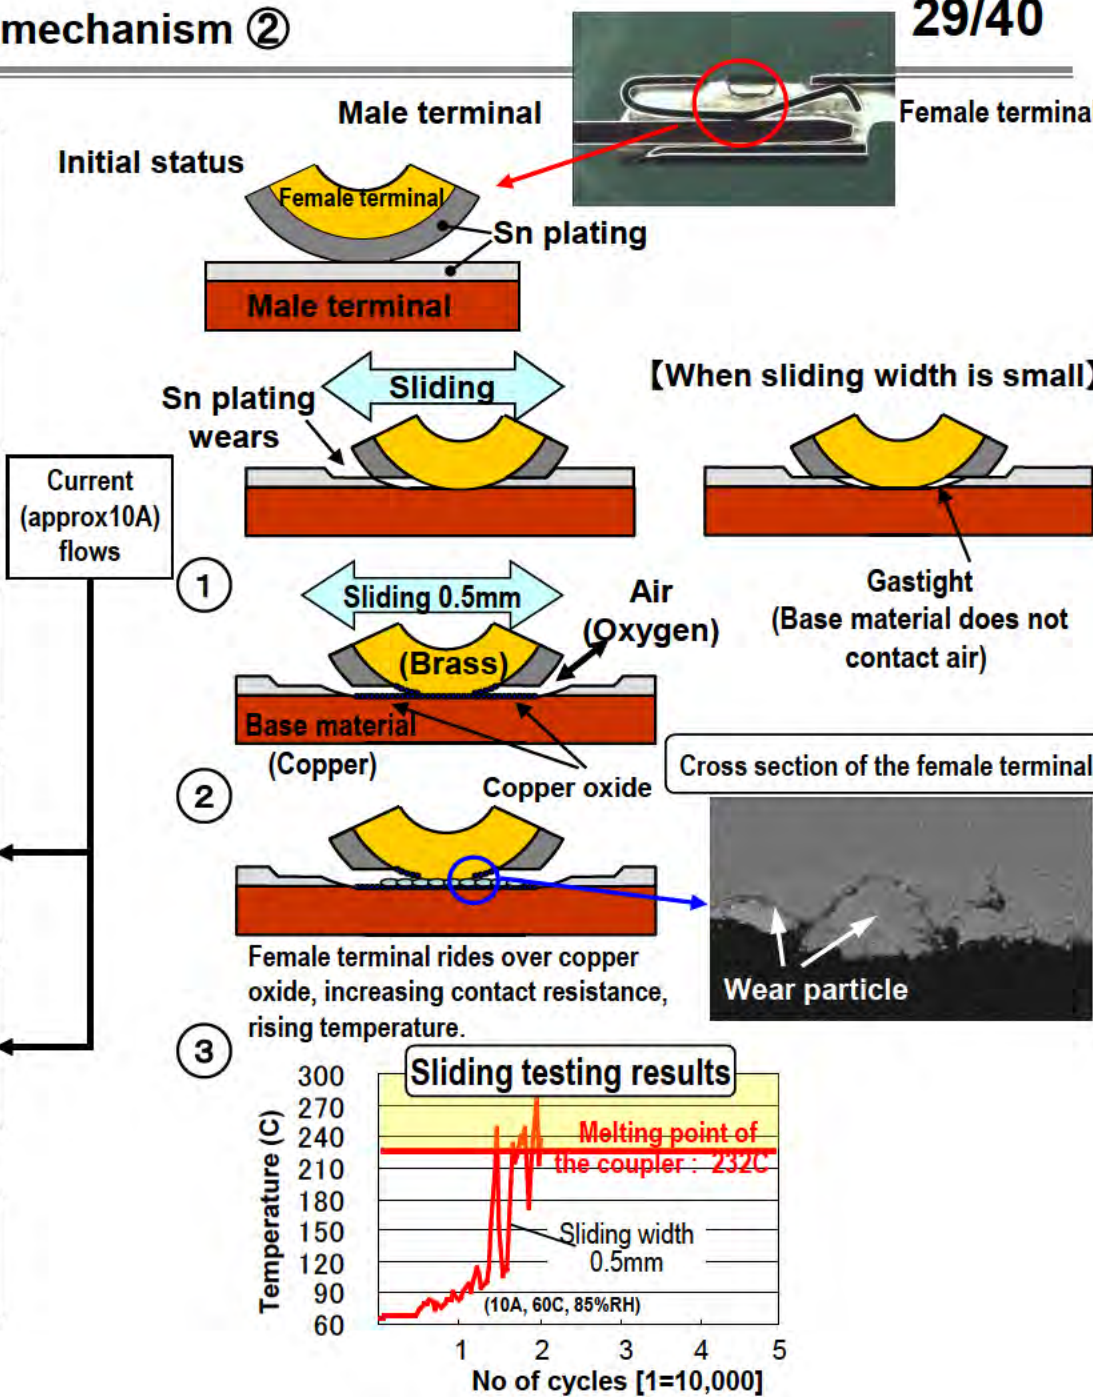 mechanism ②
29/40
Male terminal
Female terminal
Initial status
Female terminal
Sn plating
Male terminal
Sliding
【When sliding width is small】
Sn plating
wears
Current
(approx10A)
flows
Gastight
(Base material does not
contact air)
1
Sliding 0.5mm
Air
(Oxygen)
(Brass)
Base material
(Copper)
Copper oxide
Cross section of the female terminal
2
Wear particle
Female terminal rides over copper
oxide, increasing contact resistance,
rising temperature.
3
Sliding testing results
300
270
240
210
180
150
120
90
60
Temperature (C)
Melting point of
the coupler : 232C
Sliding width
0.5mm
(10A, 60C, 85%RH)
1 2 3 4 5
No of cycles [1=10,000]